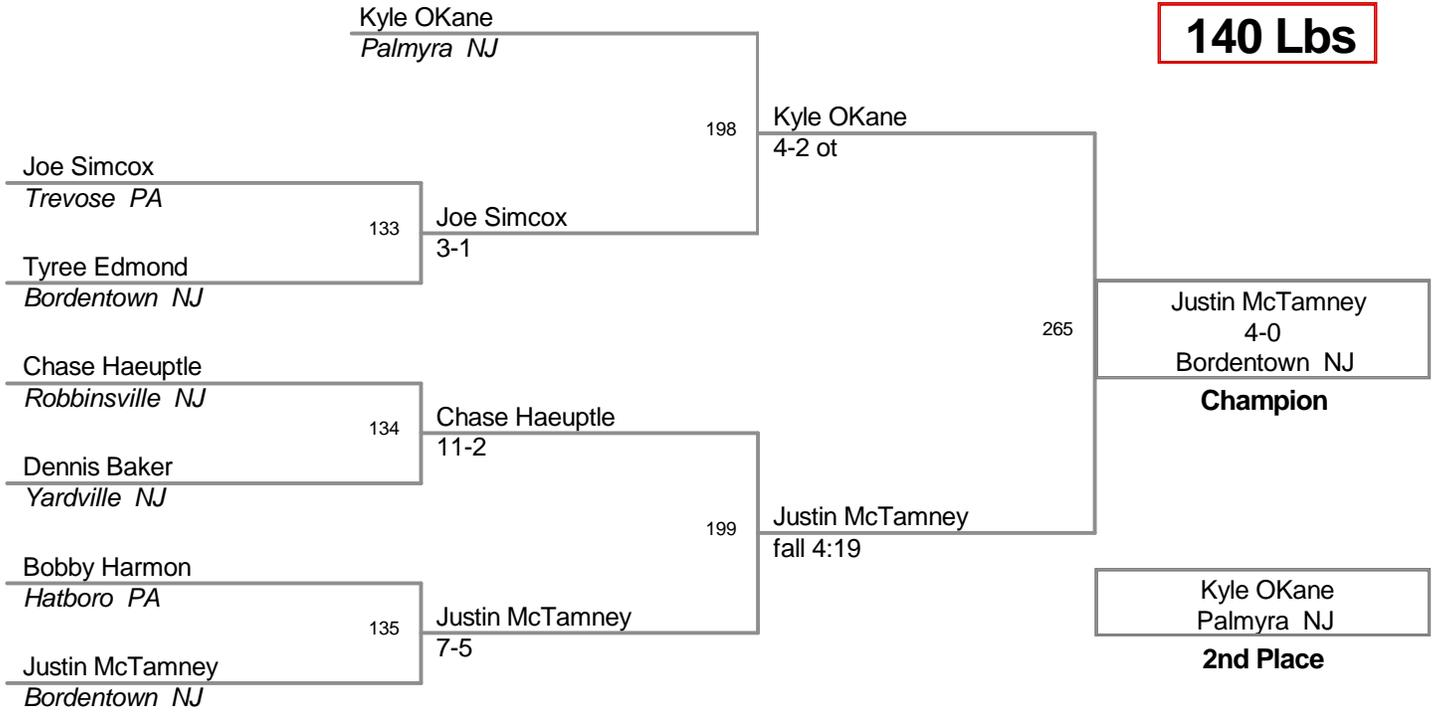 Kyle OKane
Palmyra NJ
140 Lbs
198
Kyle OKane
4-2 ot
Joe Simcox
Trevose PA
133
Joe Simcox
3-1
Tyree Edmond
Bordentown NJ
265
Justin McTamney
4-0
Bordentown NJ
Champion
Chase Haeuptle
Robbinsville NJ
134
Chase Haeuptle
11-2
Dennis Baker
Yardville NJ
199
Justin McTamney
fall 4:19
Bobby Harmon
Hatboro PA
135
Justin McTamney
7-5
Justin McTamney
Bordentown NJ
Kyle OKane
Palmyra NJ
2nd Place